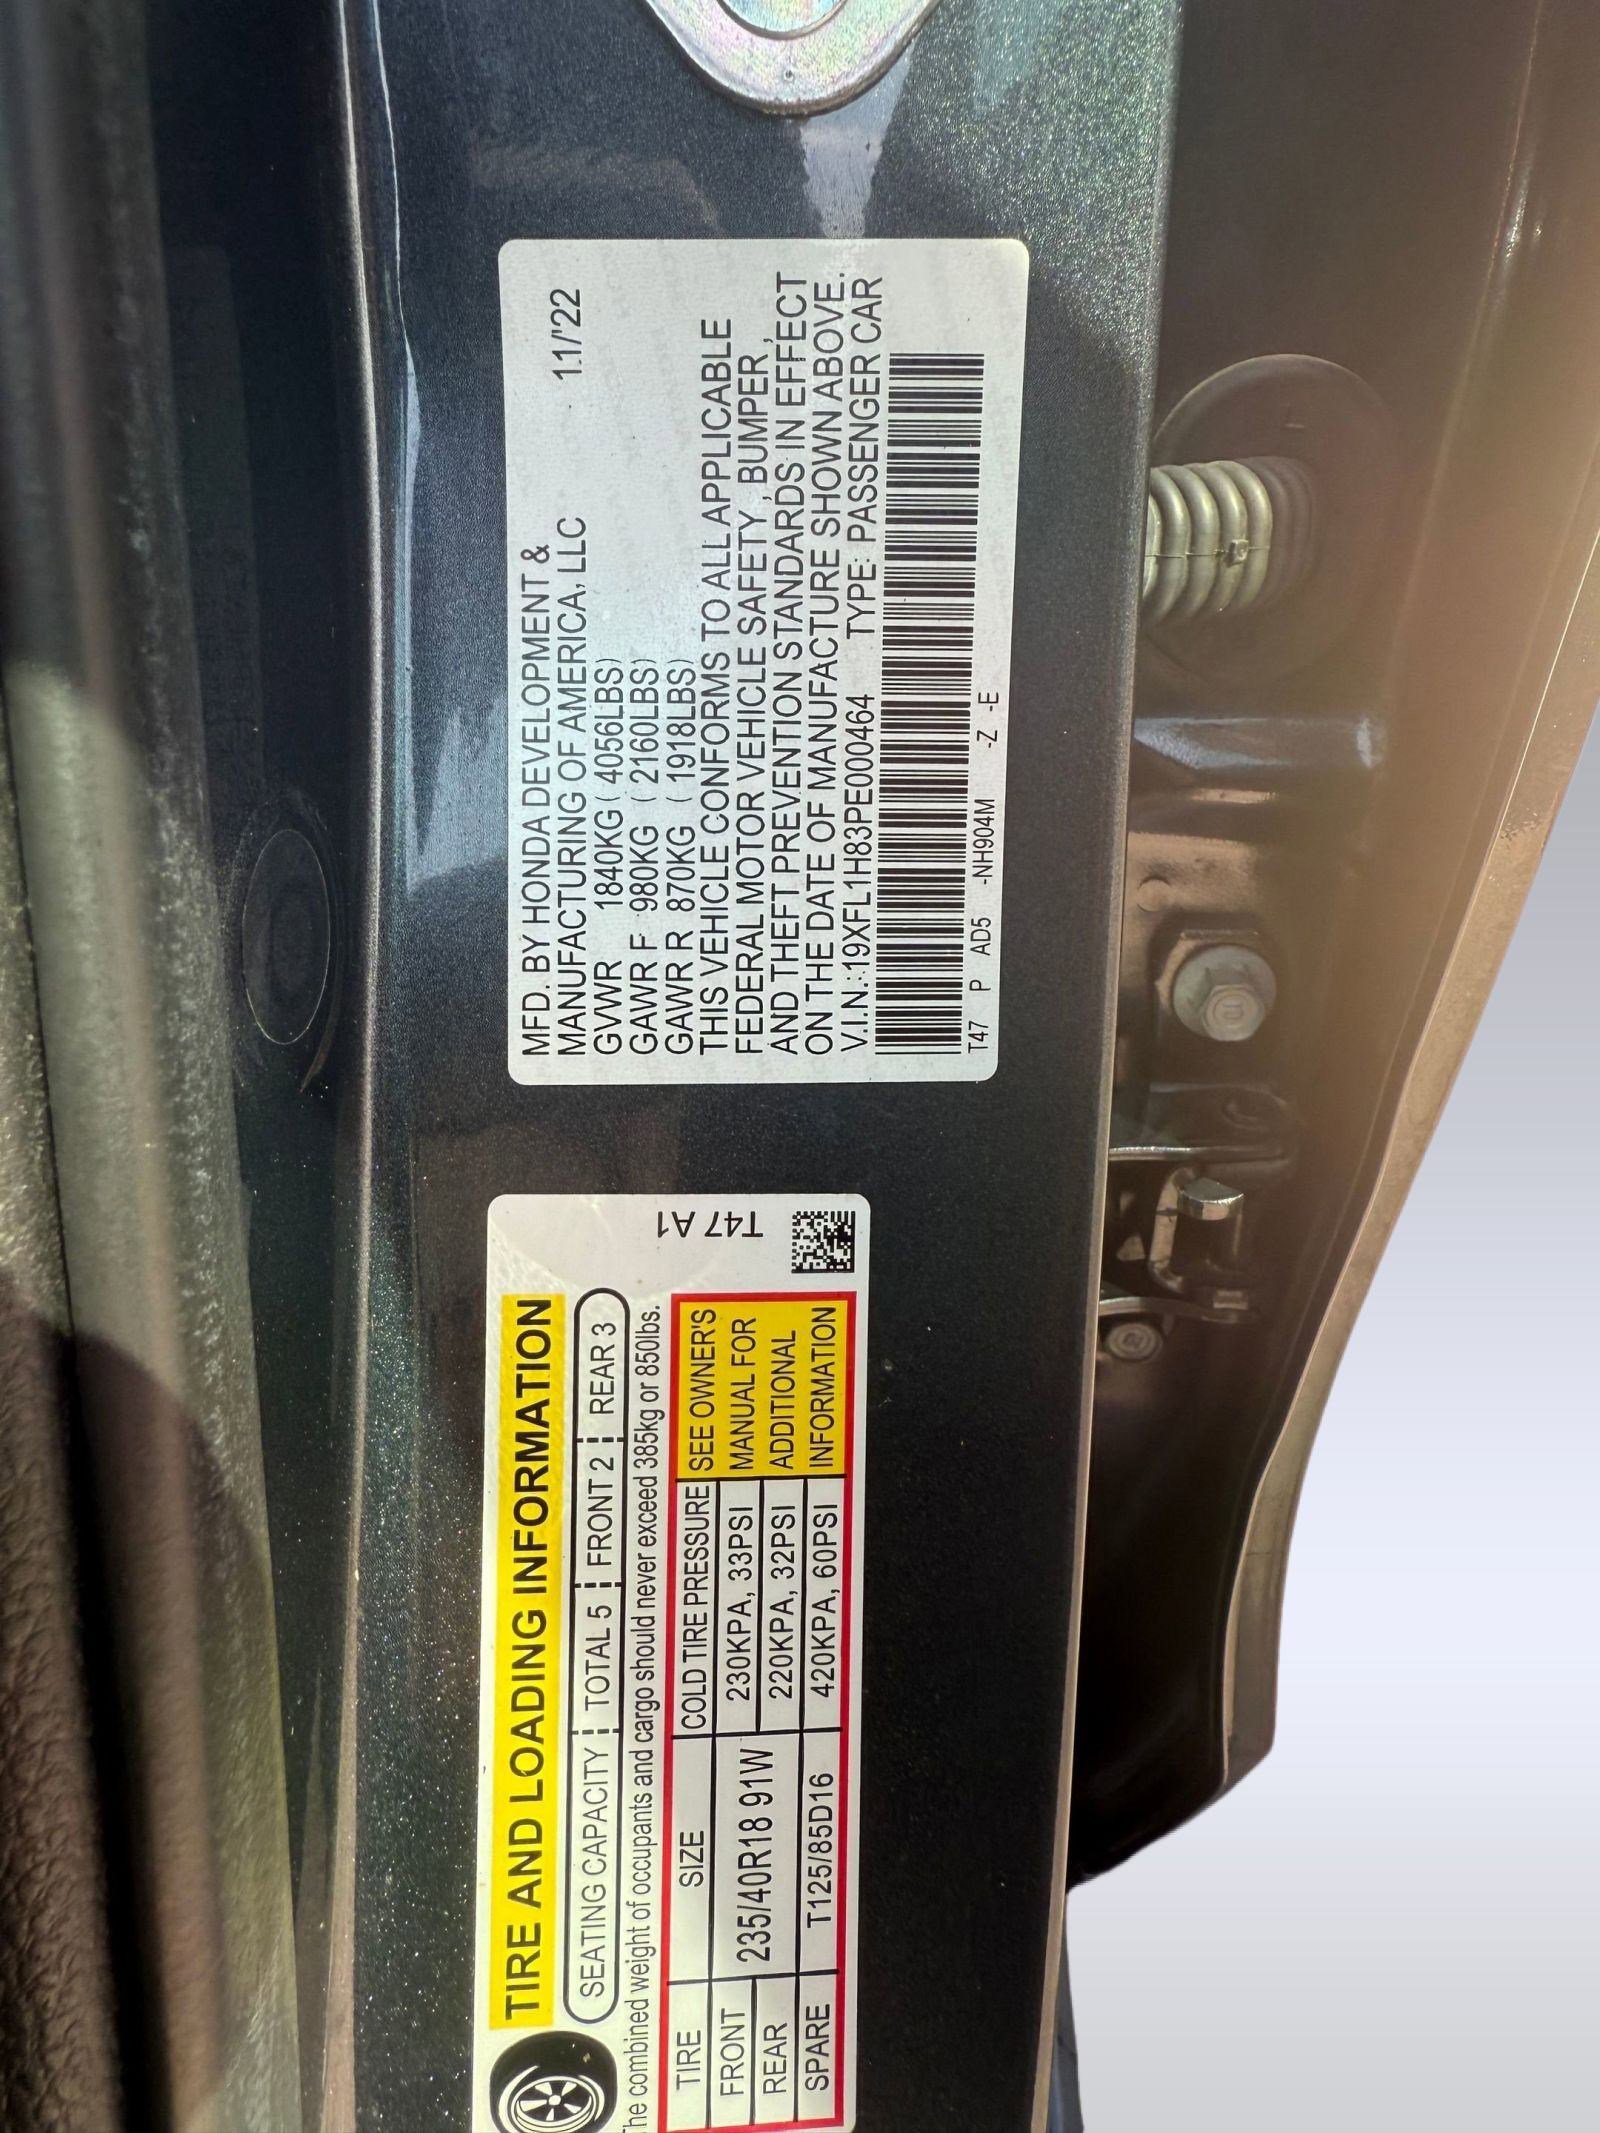 MFD. BY HONDA DEVELOPMENT &
MANUFACTURING OF AMERICA, LLC 11/'22
GVWR 1840KG ( 4056LBS)
GAWR F 980KG ( 2160LBS)
GAWR R 870KG ( 1918LBS)
THIS VEHICLE CONFORMS TO ALL APPLICABLE
FEDERAL MOTOR VEHICLE SAFETY , BUMPER ,
AND THEFT PREVENTION STANDARDS IN EFFECT
ON THE DATE OF MANUFACTURE SHOWN ABOVE.
V.I.N.:19XFL1H83PE000464 TYPE: PASSENGER CAR
T47 P AD5 -NH904M -Z -E
TIRE AND LOADING INFORMATION
SEATING CAPACITY TOTAL 5 FRONT 2 REAR 3
The combined weight of occupants and cargo should never exceed 385kg or 850lbs.
TIRE SIZE COLD TIRE PRESSURE SEE OWNER'S
FRONT 235/40R18 91W 230KPA, 33PSI MANUAL FOR
REAR 220KPA, 32PSI ADDITIONAL
SPARE T125/85D16 420KPA, 60PSI INFORMATION
T47 A1